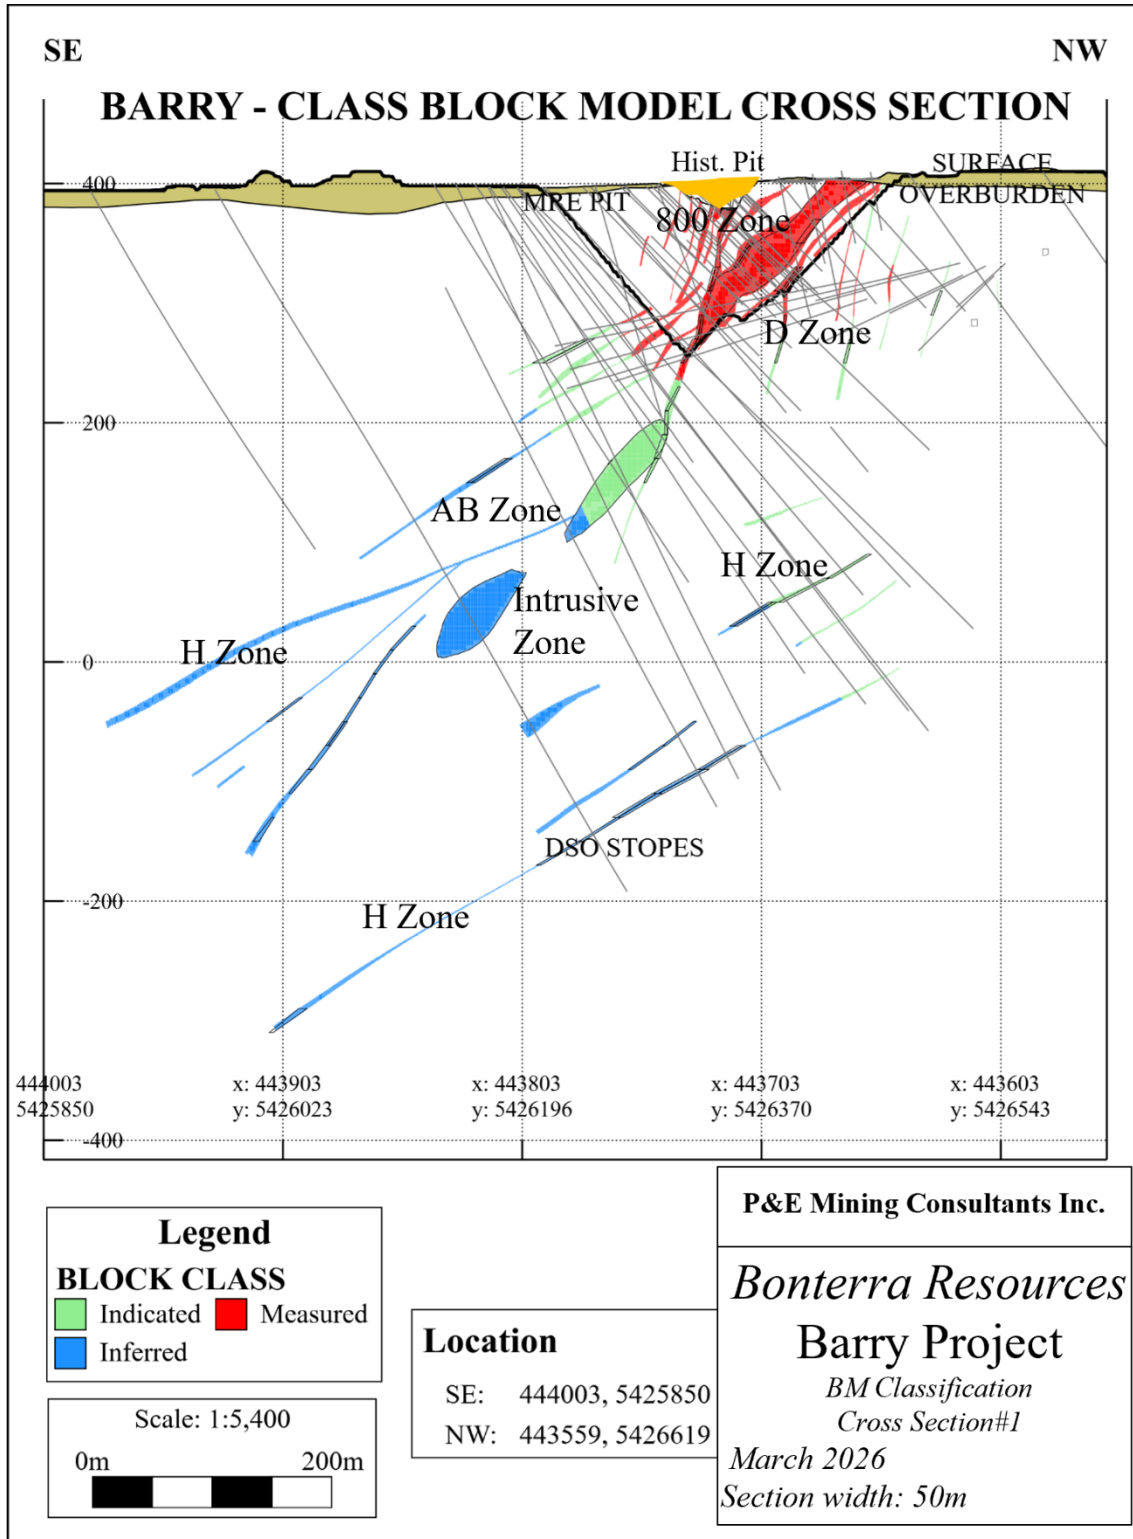 SE
NW
BARRY - CLASS BLOCK MODEL CROSS SECTION
Hist. Pit
SURFACE
400
MRE PIT
OVERBURDEN
800 Zone
D Zone
200
AB Zone
H Zone
Intrusive
Zone
H Zone
0
DSO STOPES
-200
H Zone
444003
5425850
x: 443903
y: 5426023
x: 443803
y: 5426196
x: 443703
y: 5426370
x: 443603
y: 5426543
-400
Legend
BLOCK CLASS
Indicated
Measured
Inferred
Scale: 1:5,400
0m
200m
Location
SE: 444003, 5425850
NW: 443559, 5426619
P&E Mining Consultants Inc.
Bonterra Resources
Barry Project
BM Classification
Cross Section#1
March 2026
Section width: 50m